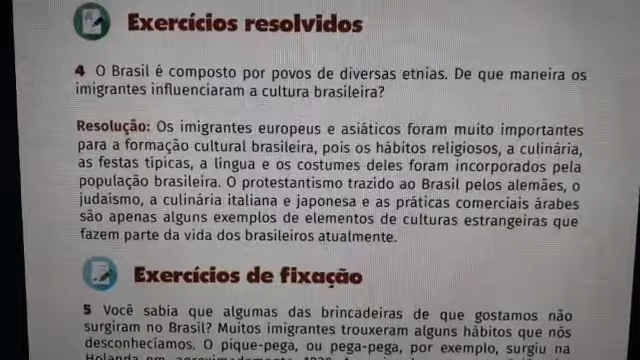 Exercícios resolvidos
4 O Brasil é composto por povos de diversas etnias. De que maneira os
imigrantes influenciaram a cultura brasileira?
Resolução: Os imigrantes europeus e asiáticos foram muito importantes
para a formação cultural brasileira, pois os hábitos religiosos, a culinária,
as festas típicas, a língua e os costumes deles foram incorporados pela
população brasileira. O protestantismo trazido ao Brasil pelos alemães, o
judaísmo, a culinária italiana e japonesa e as práticas comerciais árabes
são apenas alguns exemplos de elementos de culturas estrangeiras que
fazem parte da vida dos brasileiros atualmente.
Exercícios de fixação
5 Você sabia que algumas das brincadeiras de que gostamos não
surgiram no Brasil? Muitos imigrantes trouxeram alguns hábitos que nós
desconhecíamos. O pique-pega, ou pega-pega, por exemplo, surgiu na
Holanda em aproximadamente